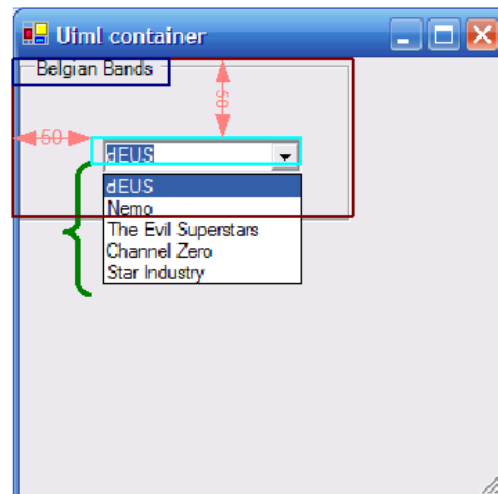 Uiml container
Belgian Bands
50
50
dEUS
dEUS
Nemo
The Evil Superstars
Channel Zero
Star Industry